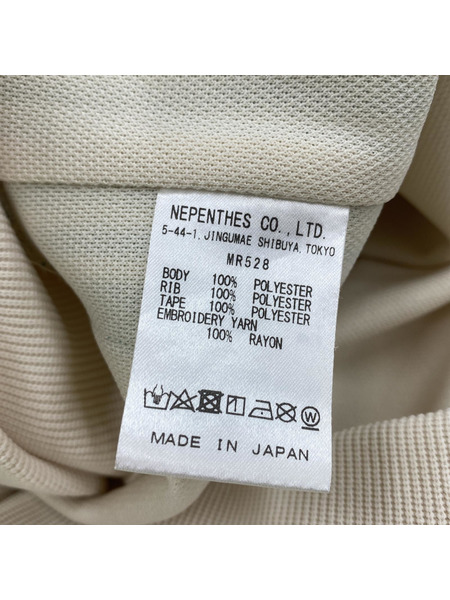 NEPENTHES CO.,LTD.
5-44-1, JINGUMAE SHIBUYA, TOKYO
MR528
BODY 100% POLYESTER
RIB 100% POLYESTER
TAPE 100% POLYESTER
EMBROIDERY YARN
100% RAYON
W
MADE IN JAPAN